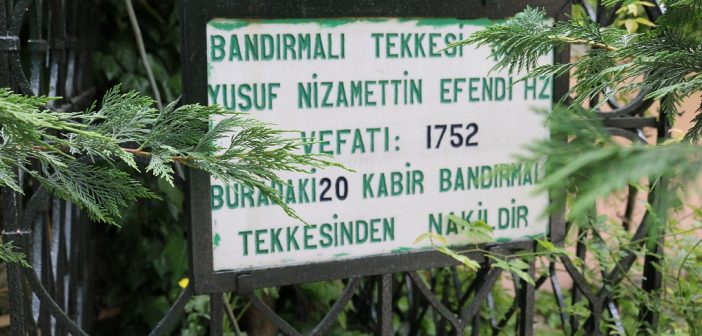 BANDIRMALI TEKKESİ
YUSUF NİZAMETTİN EFENDİ HZ
VEFATI: 1752
BURADAKİ 20 KABİR BANDIRMALI
TEKKESİNDEN NAKİLDİR